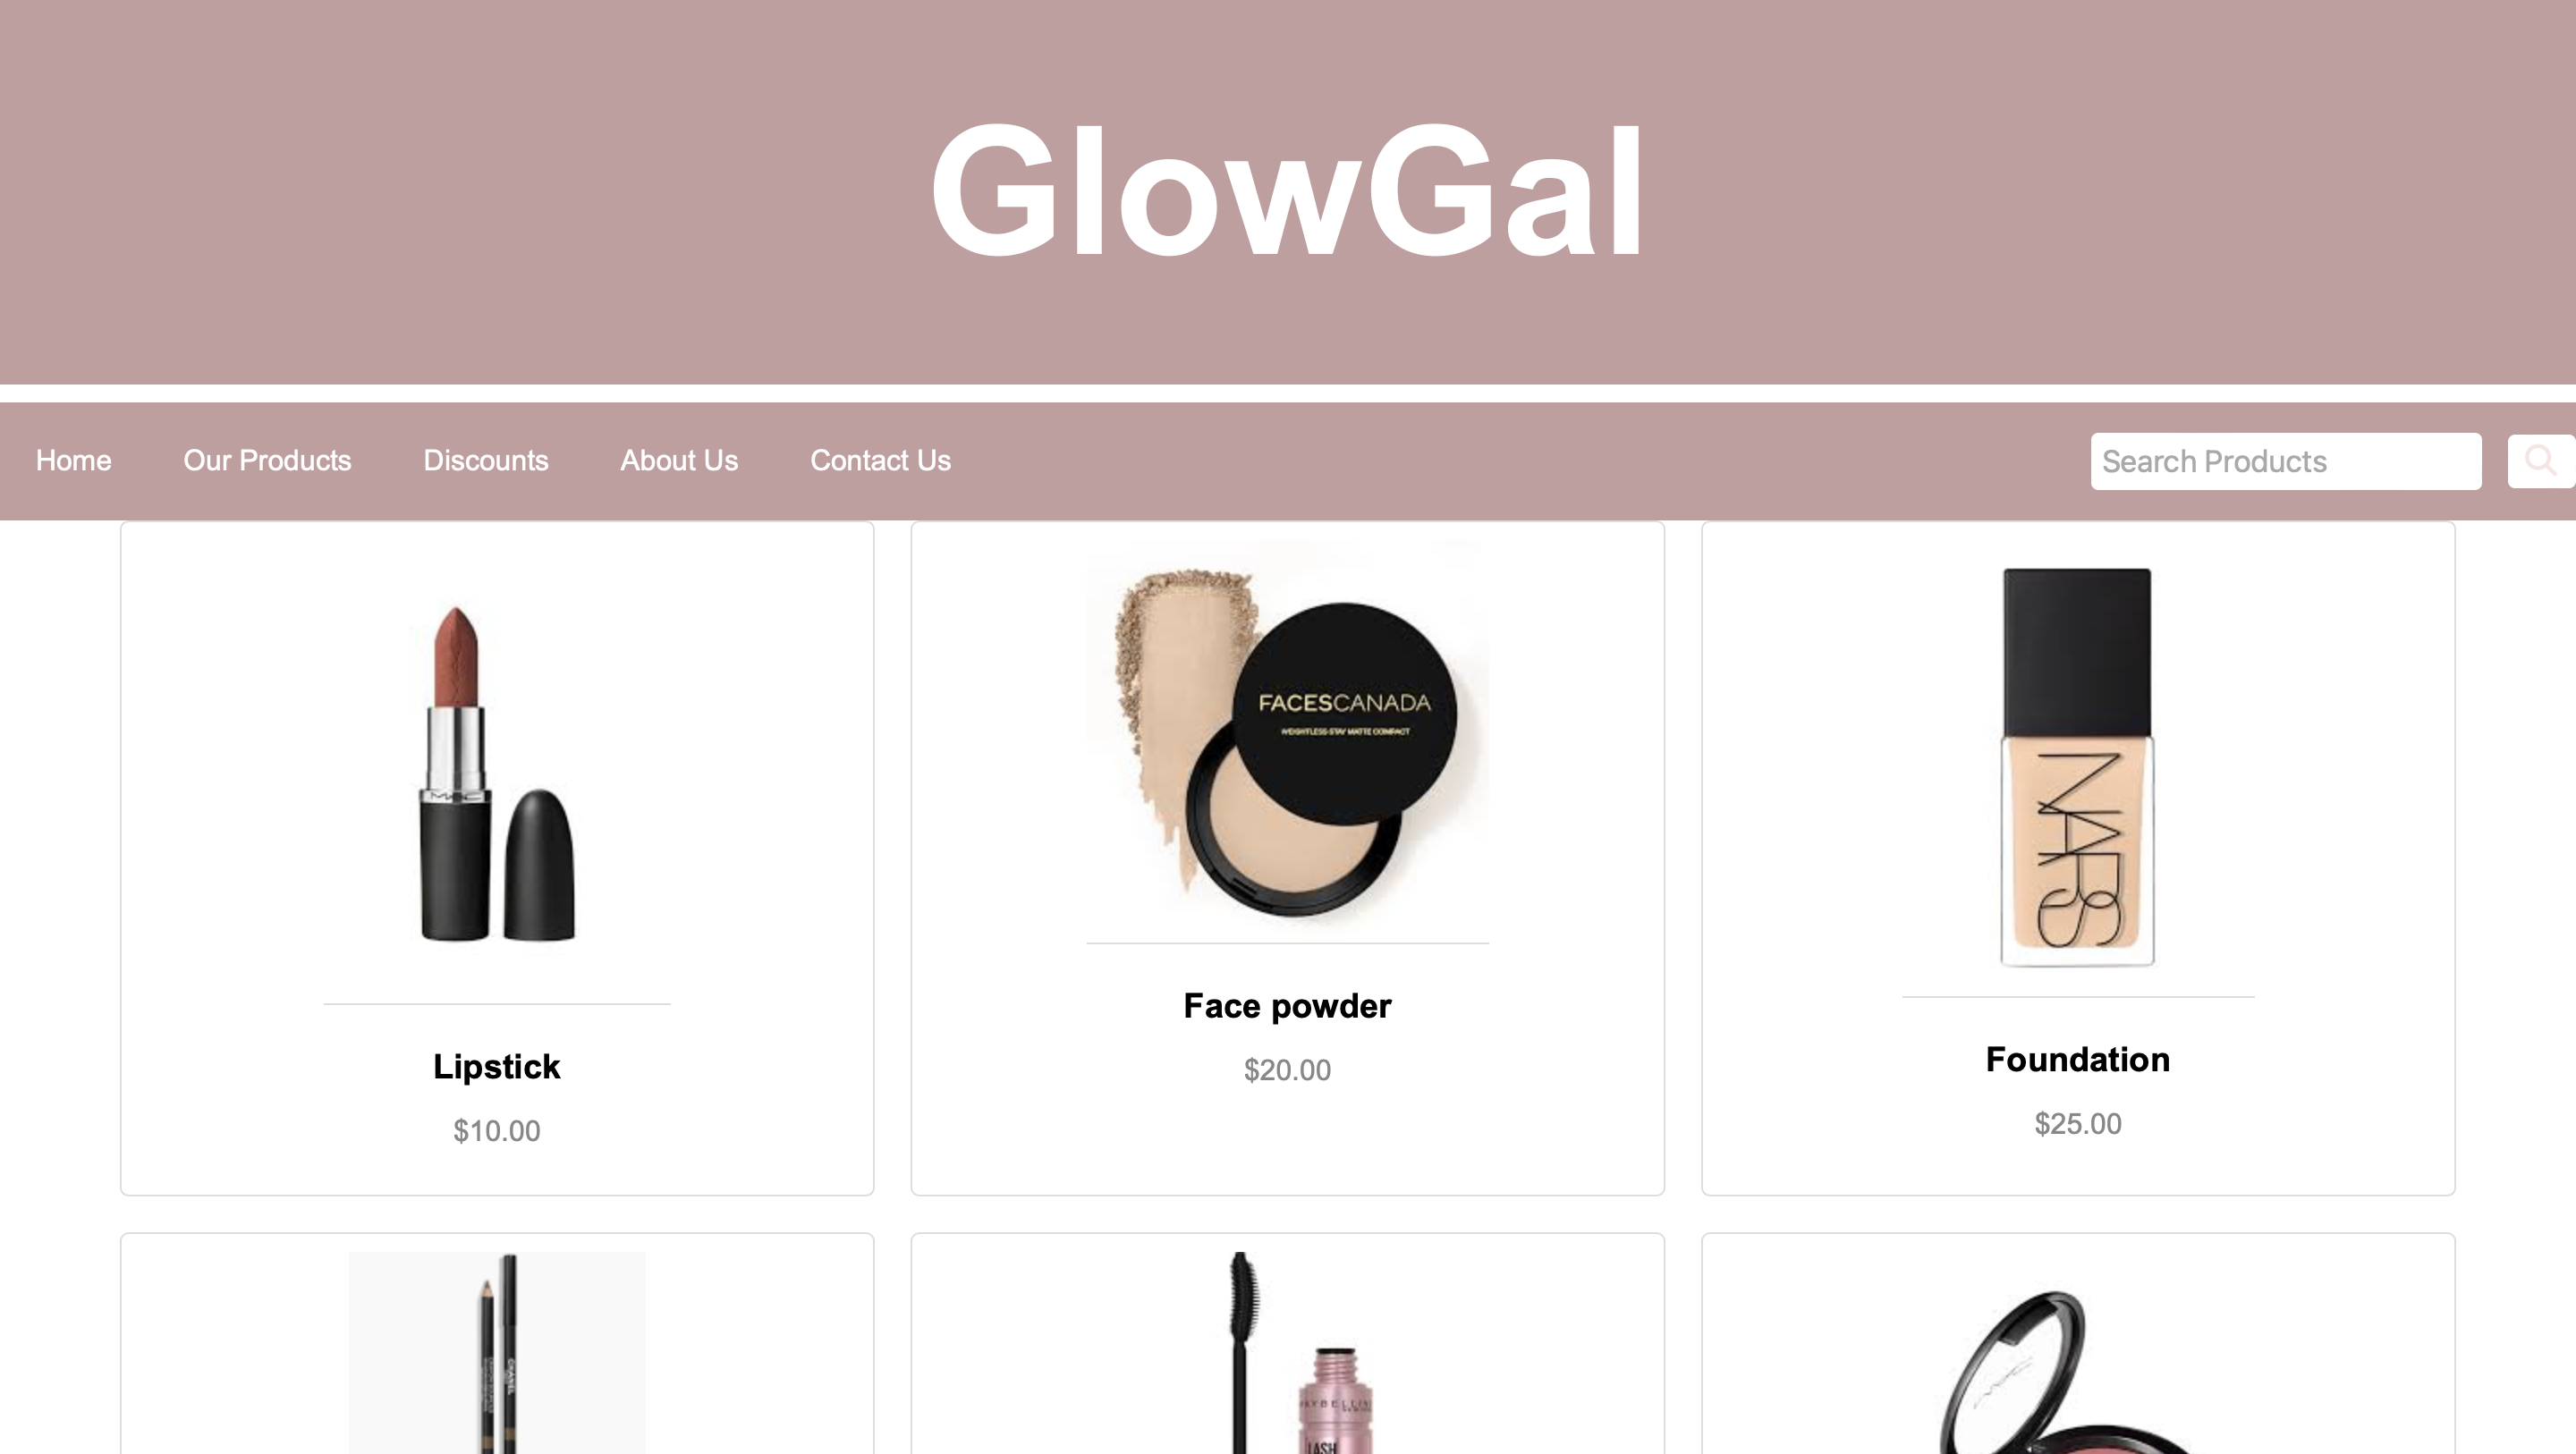 GlowGal
Home Our Products Discounts About Us Contact Us Search Products
MAC
FACESCANADA
WEIGHTLESS STAY MATTE COMPACT
NARS
Lipstick
$10.00
Face powder
$20.00
Foundation
$25.00
CHANEL
MAYBELLINE
LASH